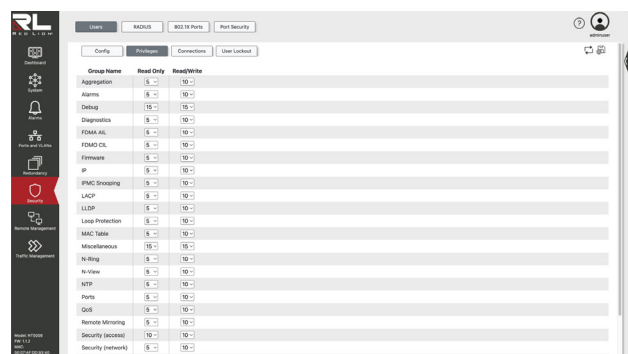 RL
RED LION
Users RADIUS 802.1X Ports Port Security
?
adminuser
Config Privileges Connections User Lockout
Dashboard
System
Alarms
Ports and VLANs
Redundancy
Security
Remote Management
Traffic Management
Group Name Read Only Read/Write
Aggregation 5 10
Alarms 5 10
Debug 15 15
Diagnostics 5 10
FDMA AIL 5 10
FDMO CIL 5 10
Firmware 5 10
IP 5 10
IPMC Snooping 5 10
LACP 5 10
LLDP 5 10
Loop Protection 5 10
MAC Table 5 10
Miscellaneous 15 15
N-Ring 5 10
N-View 5 10
NTP 5 10
Ports 5 10
QoS 5 10
Remote Mirroring 5 10
Security (access) 10 10
Security (network) 5 10
FW: 1.1.2
MAC: